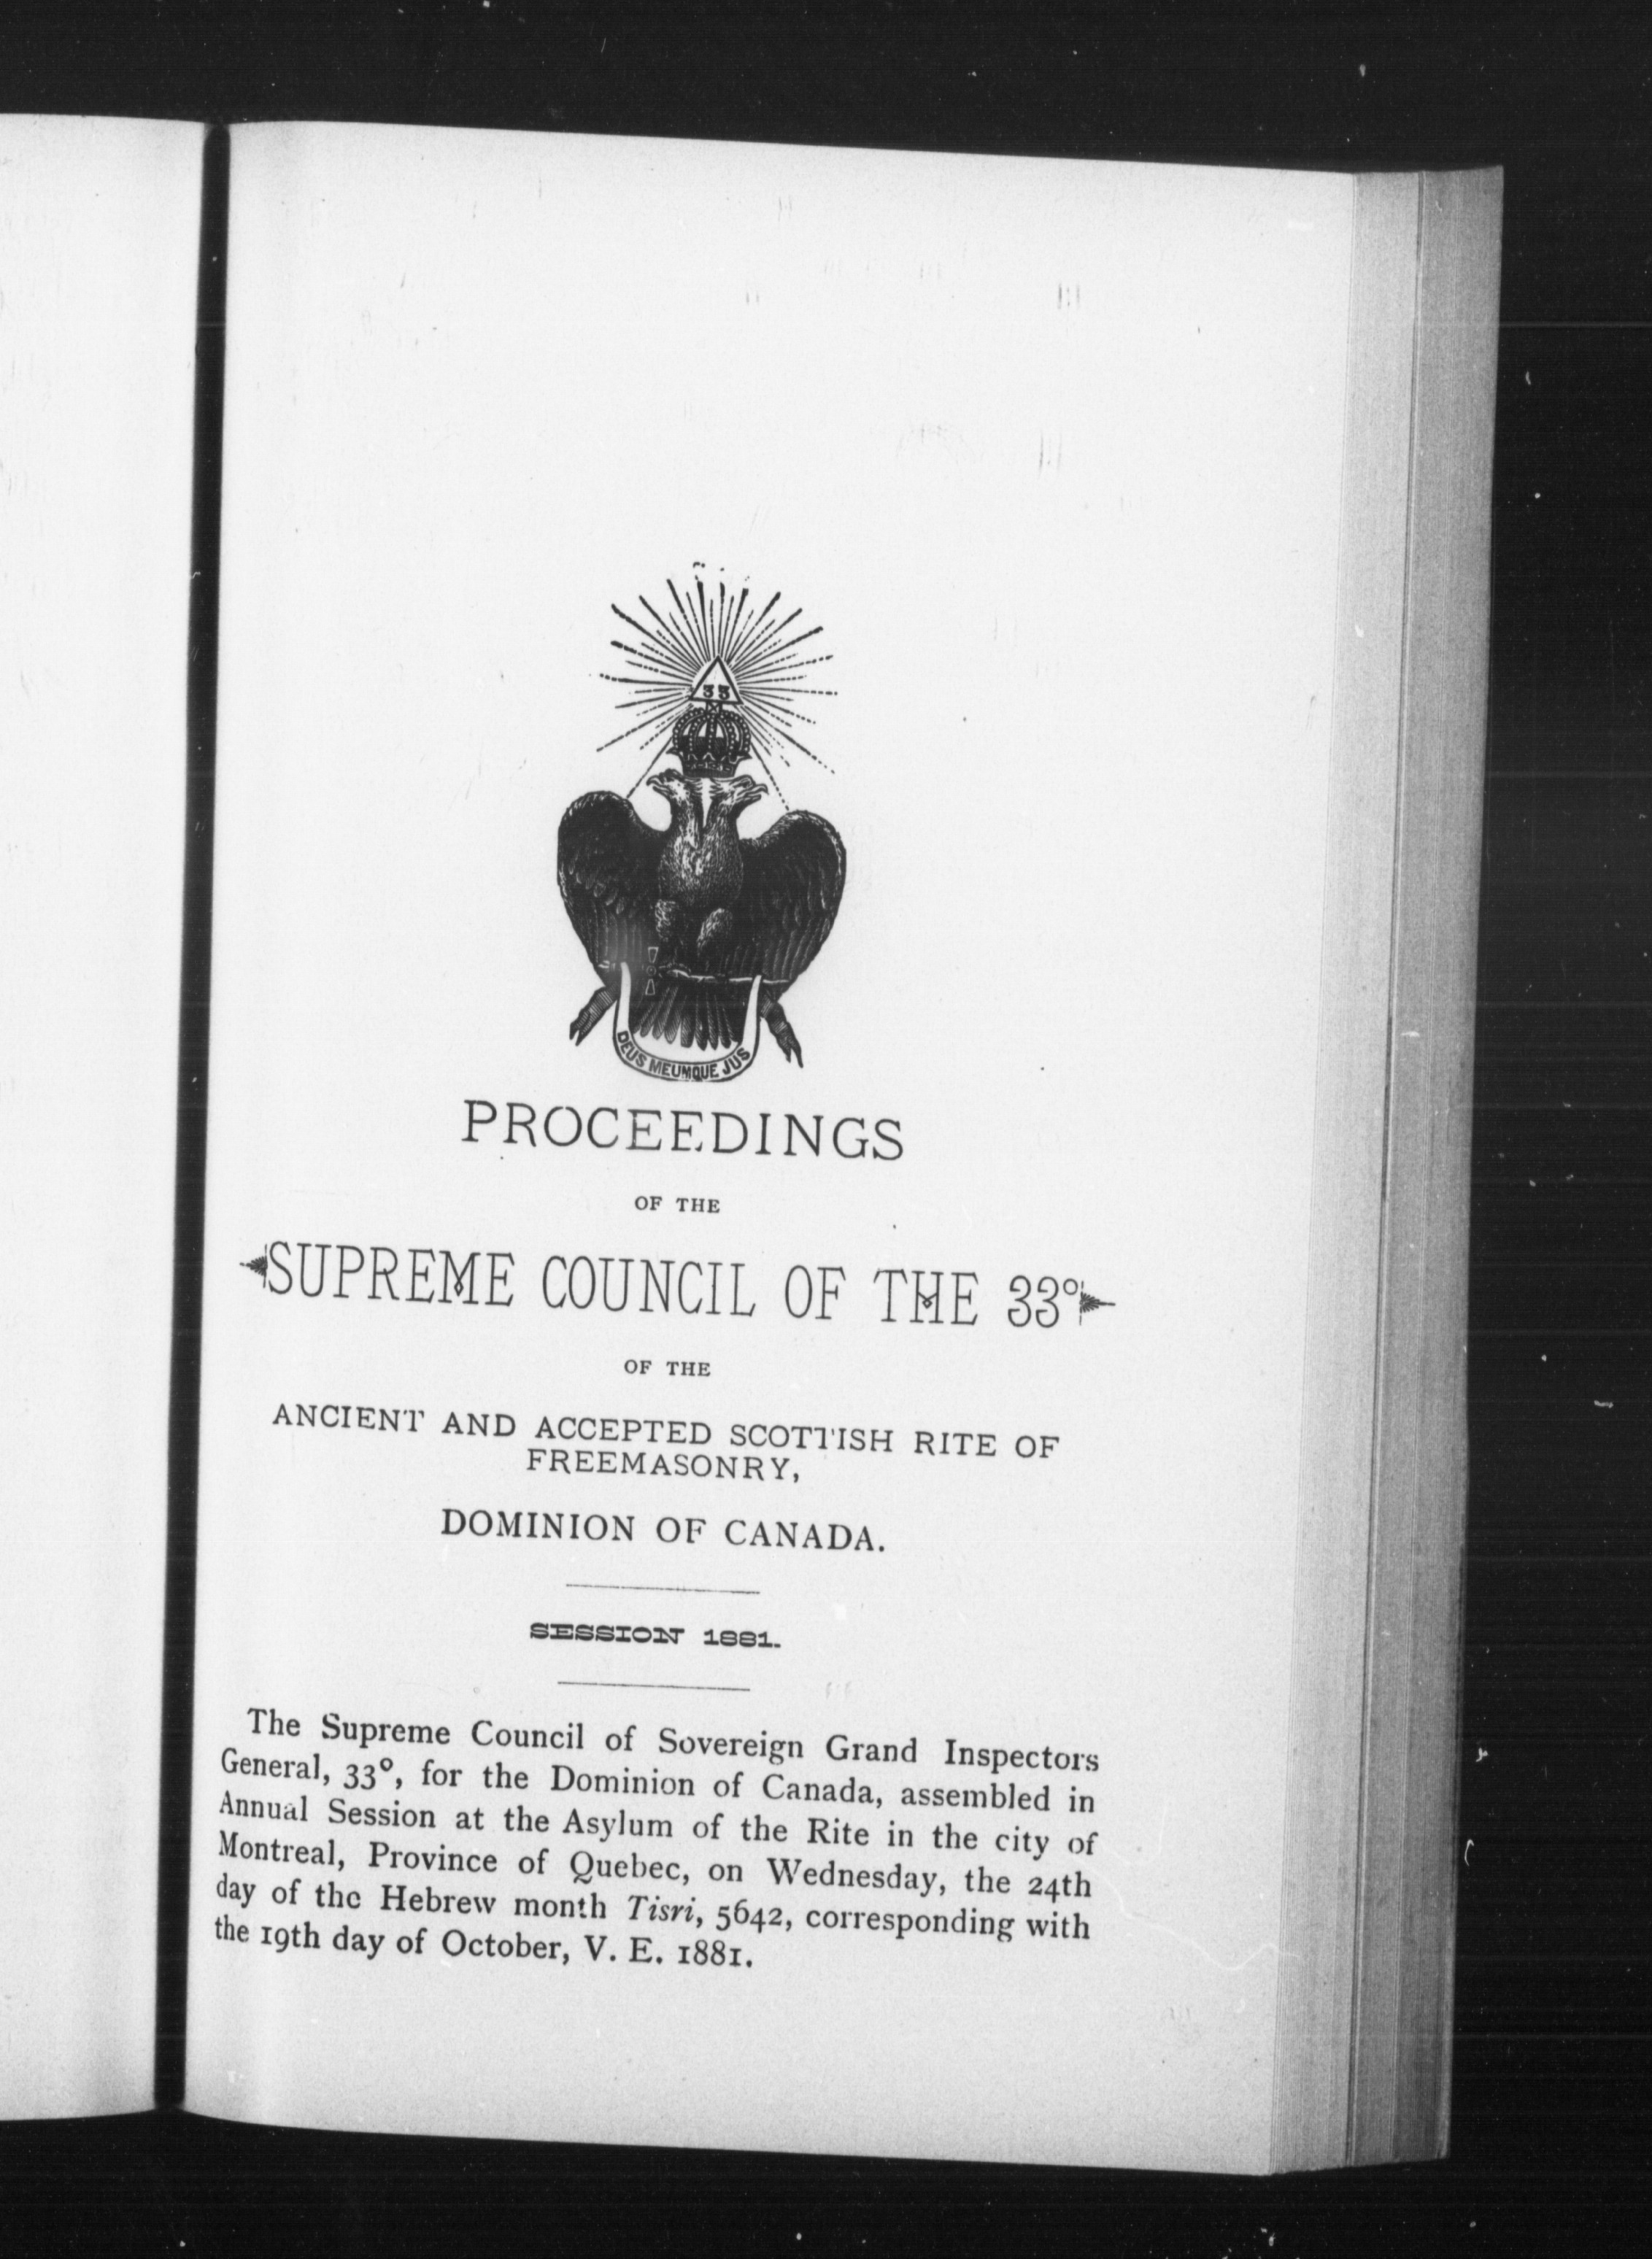 33
DEUS MEUMQUE JUS
PROCEEDINGS
OF THE
SUPREME COUNCIL OF THE 33°
OF THE
ANCIENT AND ACCEPTED SCOTTISH RITE OF
FREEMASONRY,
DOMINION OF CANADA.
SESSION 1881.
The Supreme Council of Sovereign Grand Inspectors
General, 33°, for the Dominion of Canada, assembled in
Annual Session at the Asylum of the Rite in the city of
Montreal, Province of Quebec, on Wednesday, the 24th
day of the Hebrew month Tisri, 5642, corresponding with
the 19th day of October, V. E. 1881.